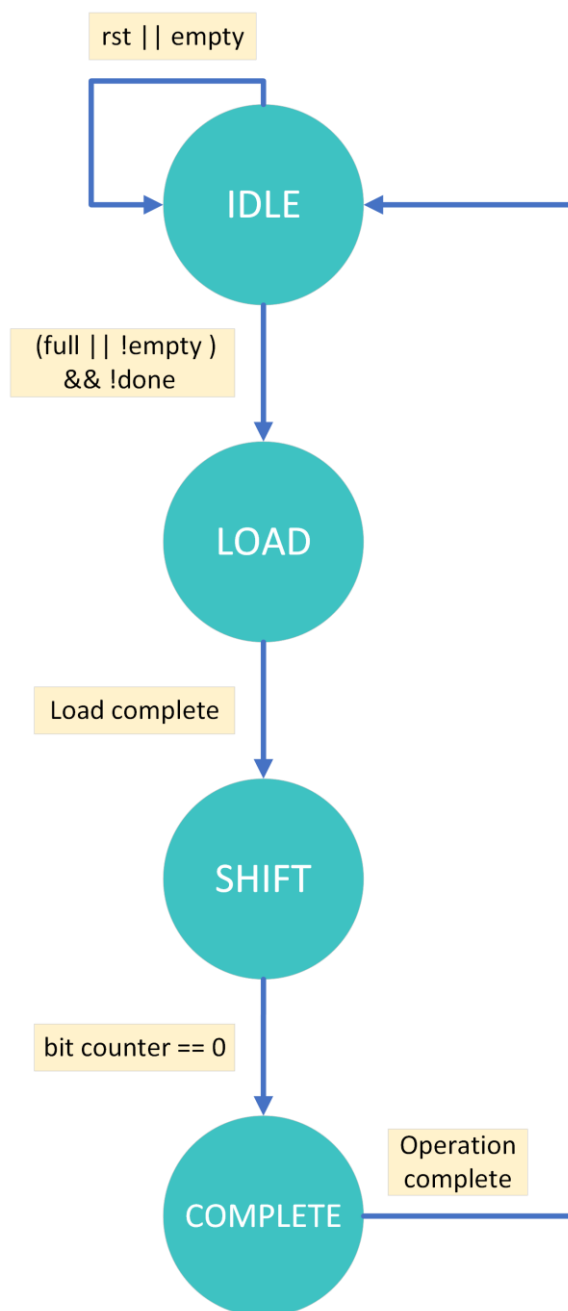 rst || empty
IDLE
(full || !empty )
&& !done
LOAD
Load complete
SHIFT
bit counter == 0
Operation
complete
COMPLETE